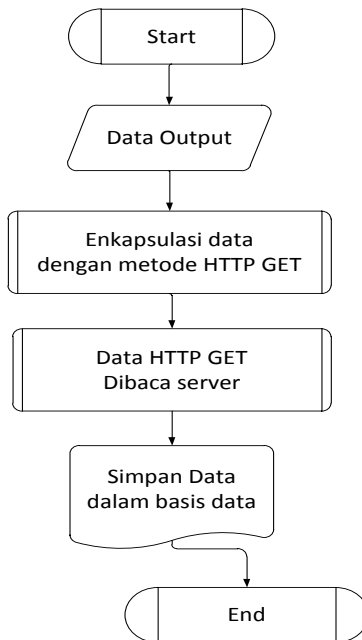 Start
Data Output
Enkapsulasi data
dengan metode HTTP GET
Data HTTP GET
Dibaca server
Simpan Data
dalam basis data
End